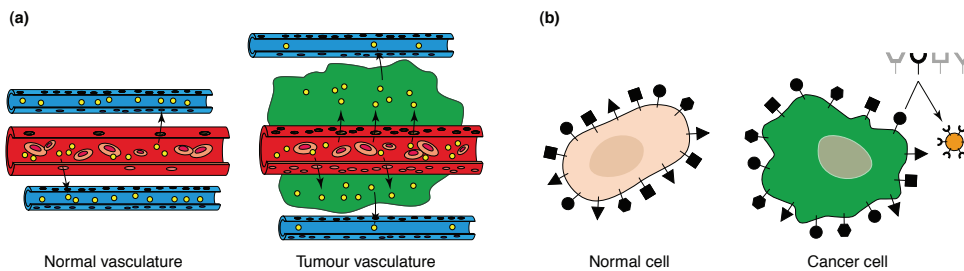 (a)
(b)
Normal vasculature
Tumour vasculature
Normal cell
Cancer cell